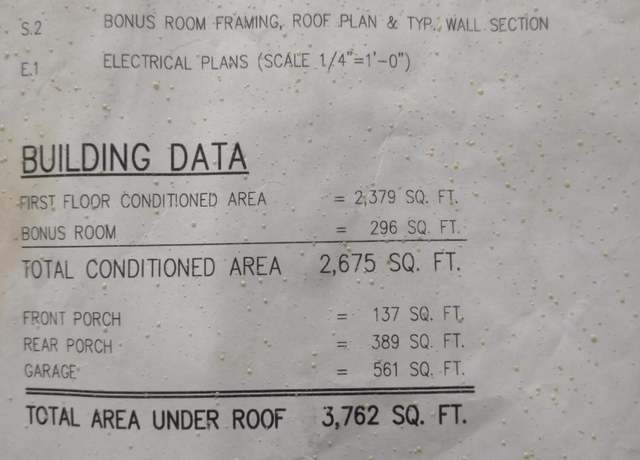 S.2 BONUS ROOM FRAMING, ROOF PLAN & TYP. WALL SECTION
E.1 ELECTRICAL PLANS (SCALE 1/4"=1'-0")
BUILDING DATA
FIRST FLOOR CONDITIONED AREA = 2,379 SQ. FT.
BONUS ROOM = 296 SQ. FT.
TOTAL CONDITIONED AREA 2,675 SQ. FT.
FRONT PORCH = 137 SQ. FT.
REAR PORCH = 389 SQ. FT.
GARAGE = 561 SQ. FT.
TOTAL AREA UNDER ROOF 3,762 SQ. FT.